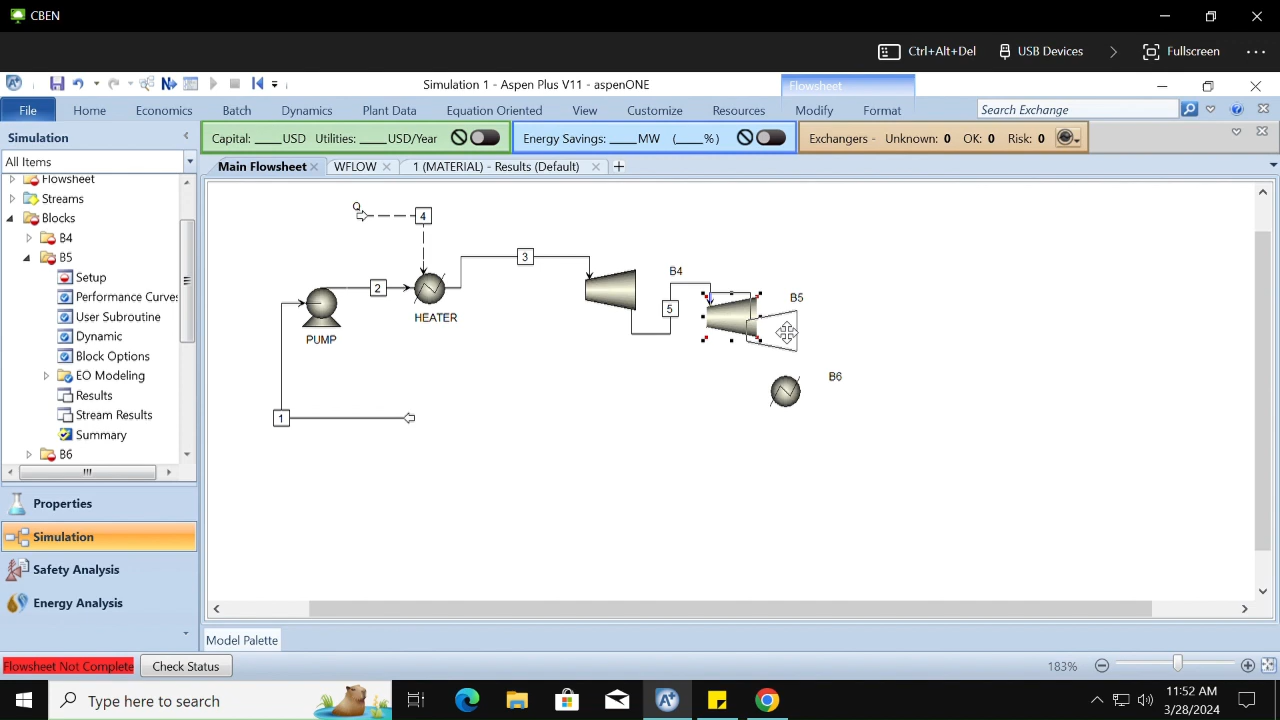 CBEN
Ctrl+Alt+Del
USB Devices
Fullscreen
Simulation 1 - Aspen Plus V11 - aspenONE
Flowsheet
File
Home
Economics
Batch
Dynamics
Plant Data
Equation Oriented
View
Customize
Resources
Modify
Format
Search Exchange
Simulation
Capital: ____USD Utilities: ____USD/Year
Energy Savings: ____MW (____%)
Exchangers - Unknown: 0 OK: 0 Risk: 0
All Items
Main Flowsheet
WFLOW
1 (MATERIAL) - Results (Default)
Flowsheet
Streams
Blocks
B4
B5
Setup
Performance Curve
User Subroutine
Dynamic
Block Options
EO Modeling
Results
Stream Results
Summary
B6
Q
4
3
2
HEATER
PUMP
1
B4
5
B5
B6
Properties
Simulation
Safety Analysis
Energy Analysis
Model Palette
Flowsheet Not Complete
Check Status
183%
Type here to search
11:52 AM
3/28/2024